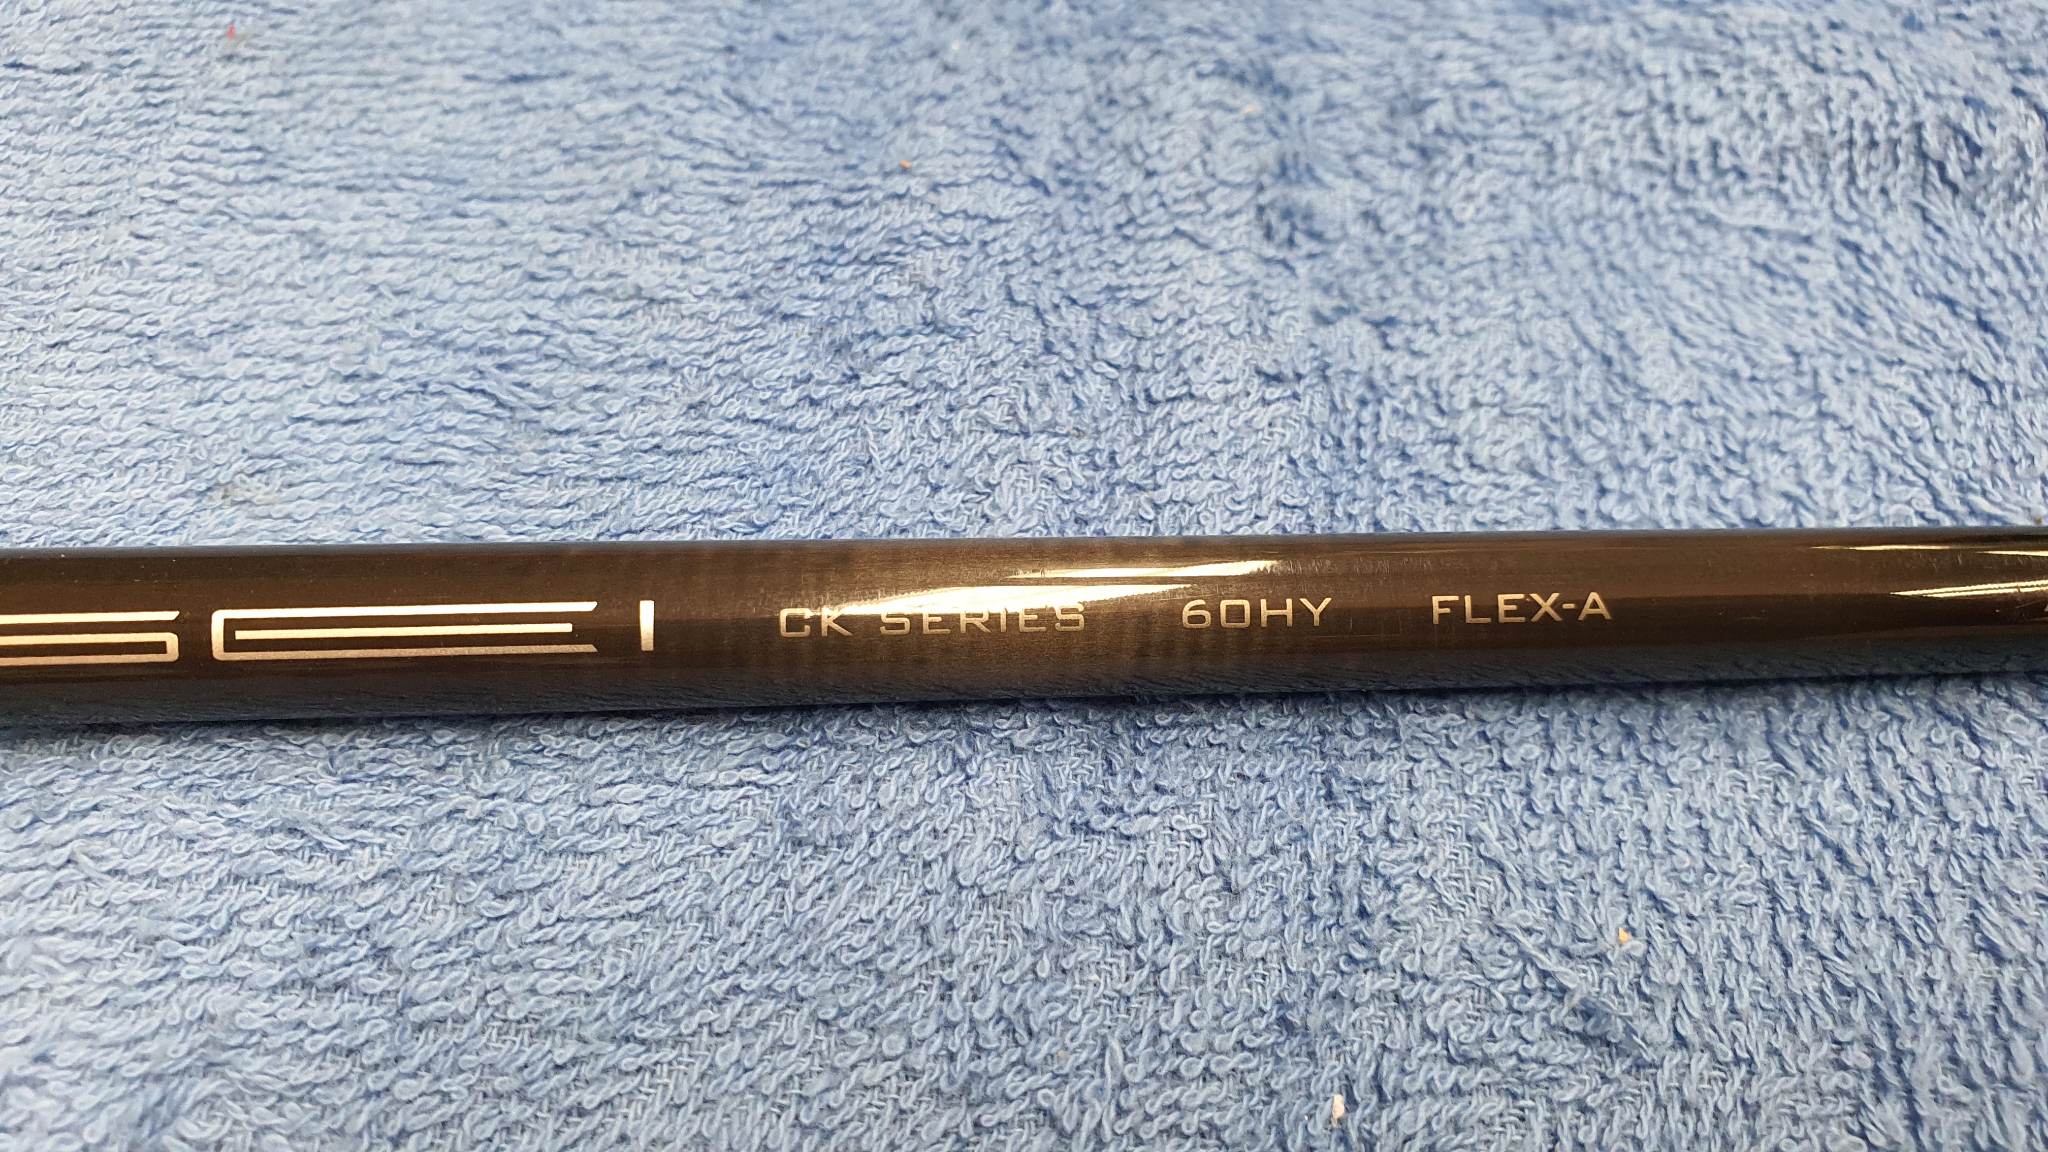 CK SERIES 60HY FLEX-A